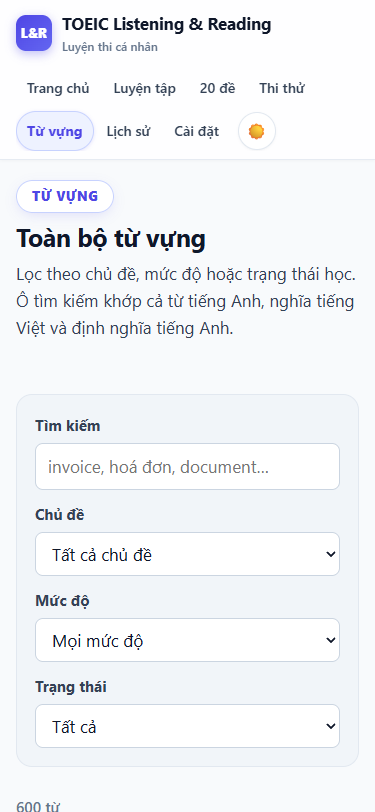 L&R
TOEIC Listening & Reading
Luyện thi cá nhân
Trang chủ
Luyện tập
20 đề
Thi thử
Từ vựng
Lịch sử
Cài đặt
TỪ VỰNG
Toàn bộ từ vựng
Lọc theo chủ đề, mức độ hoặc trạng thái học.
Ô tìm kiếm khớp cả từ tiếng Anh, nghĩa tiếng
Việt và định nghĩa tiếng Anh.
Tìm kiếm
invoice, hoá đơn, document...
Chủ đề
Tất cả chủ đề
Mức độ
Mọi mức độ
Trạng thái
Tất cả
600 từ